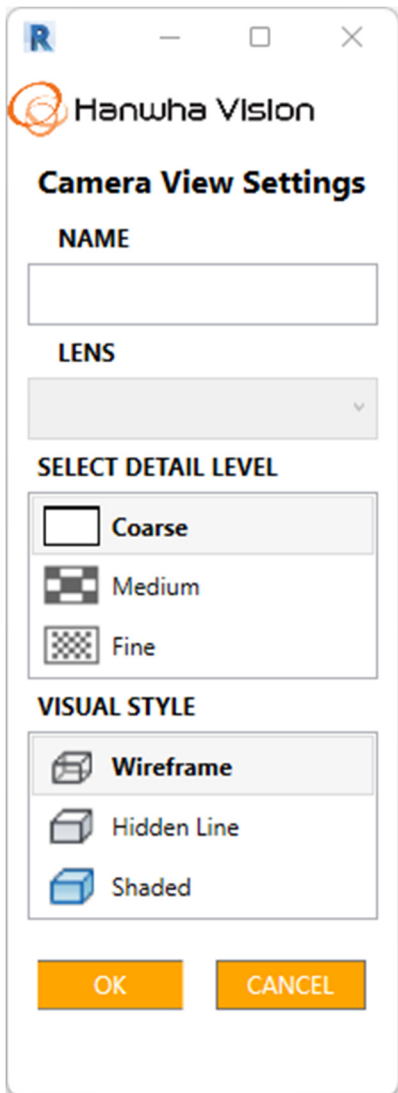 R
Hanwha Vision
Camera View Settings
NAME
LENS
SELECT DETAIL LEVEL
Coarse
Medium
Fine
VISUAL STYLE
Wireframe
Hidden Line
Shaded
OK CANCEL